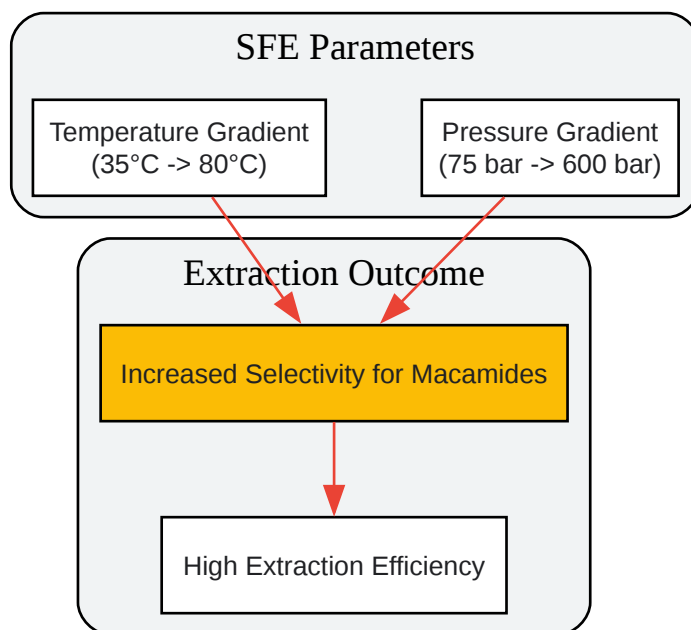 SFE Parameters
Temperature Gradient
(35°C -> 80°C)
Pressure Gradient
(75 bar -> 600 bar)
Extraction Outcome
Increased Selectivity for Macamides
High Extraction Efficiency